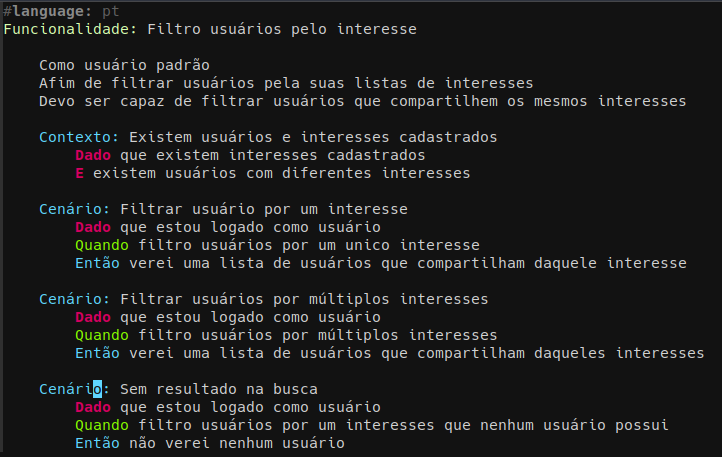 #language: pt
Funcionalidade: Filtro usuários pelo interesse
Como usuário padrão
Afim de filtrar usuários pela suas listas de interesses
Devo ser capaz de filtrar usuários que compartilhem os mesmos interesses
Contexto: Existem usuários e interesses cadastrados
Dado que existem interesses cadastrados
E existem usuários com diferentes interesses
Cenário: Filtrar usuário por um interesse
Dado que estou logado como usuário
Quando filtro usuários por um unico interesse
Então verei uma lista de usuários que compartilham daquele interesse
Cenário: Filtrar usuários por múltiplos interesses
Dado que estou logado como usuário
Quando filtro usuários por múltiplos interesses
Então verei uma lista de usuários que compartilham daqueles interesses
Cenário: Sem resultado na busca
Dado que estou logado como usuário
Quando filtro usuários por um interesses que nenhum usuário possui
Então não verei nenhum usuário